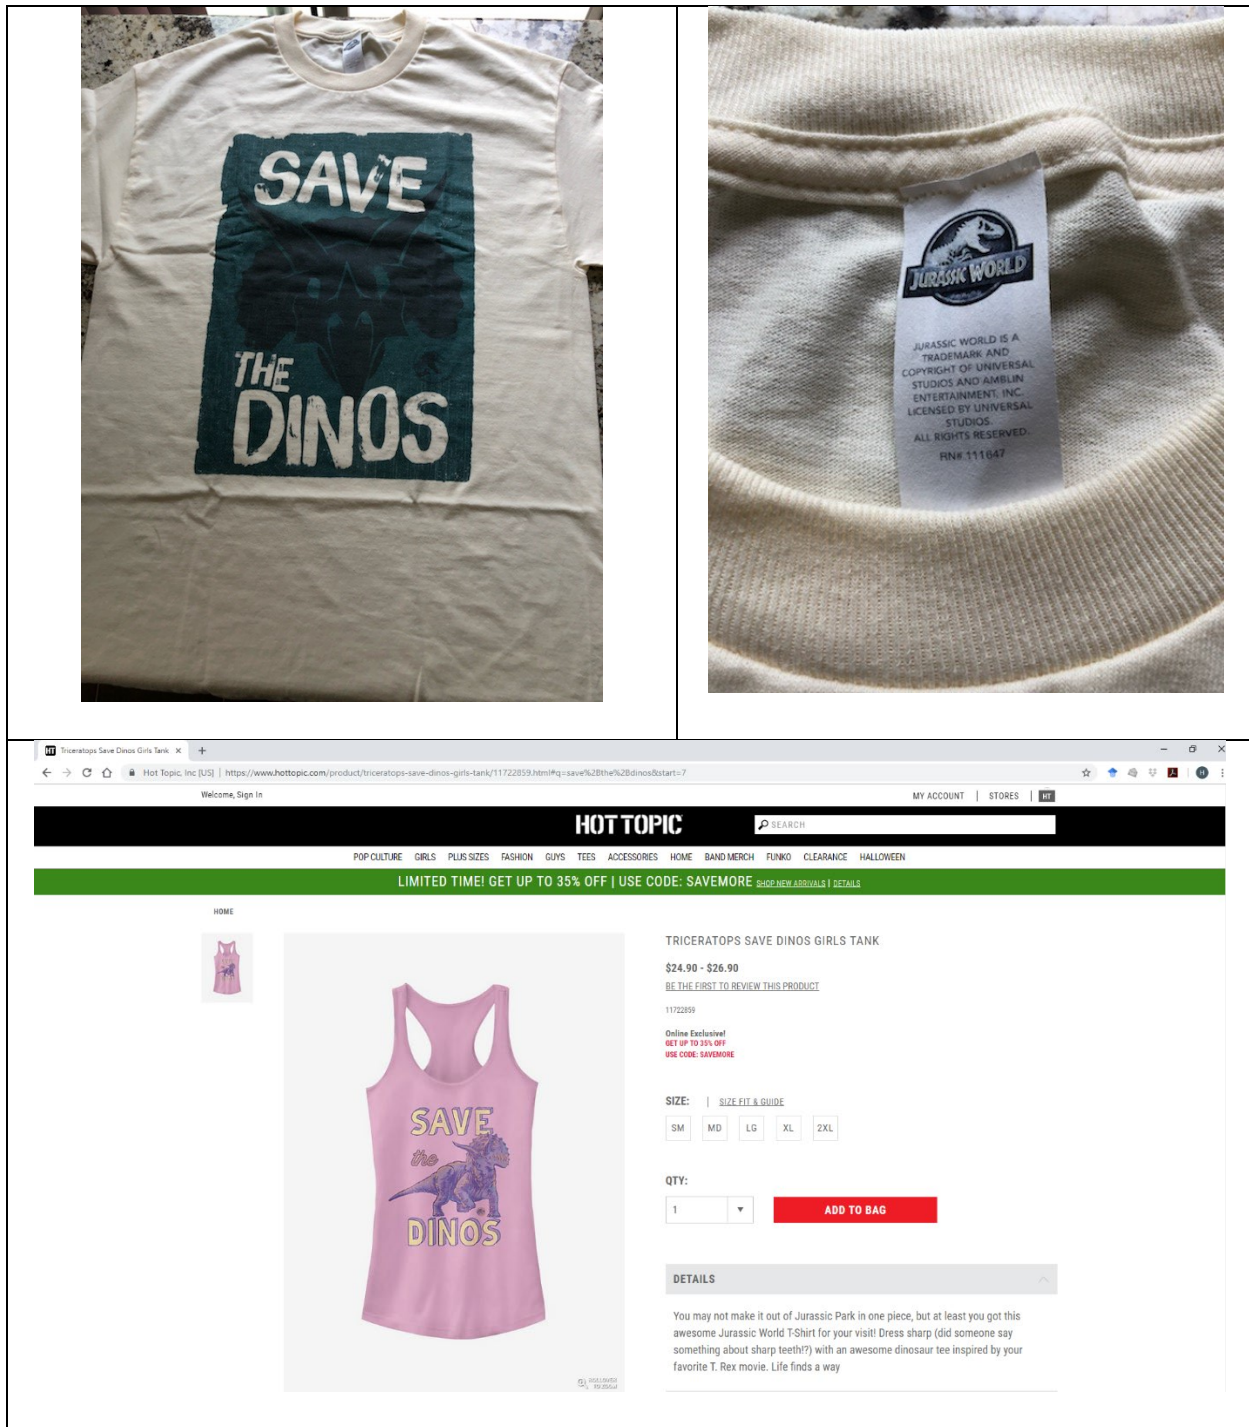 SAVE
THE
DINOS
JURASSIC WORLD
JURASSIC WORLD IS A
TRADEMARK AND
COPYRIGHT OF UNIVERSAL
STUDIOS AND AMBLIN
ENTERTAINMENT, INC.
LICENSED BY UNIVERSAL
STUDIOS.
ALL RIGHTS RESERVED.
RN# 111647
HT Triceratops Save Dinos Girls Tank
Hot Topic, Inc [US] | https://www.hottopic.com/product/triceratops-save-dinos-girls-tank/11722859.html#q=save%2Bthe%2Bdinos&start=7
H
Welcome, Sign In
MY ACCOUNT | STORES | HT
HOT TOPIC
SEARCH
POP CULTURE GIRLS PLUS SIZES FASHION GUYS TEES ACCESSORIES HOME BAND MERCH FUNKO CLEARANCE HALLOWEEN
LIMITED TIME! GET UP TO 35% OFF | USE CODE: SAVEMORE SHOP NEW ARRIVALS | DETAILS
HOME
SAVE
the
DINOS
ROLLOVER
TO ZOOM
TRICERATOPS SAVE DINOS GIRLS TANK
$24.90 - $26.90
BE THE FIRST TO REVIEW THIS PRODUCT
11722859
Online Exclusive!
GET UP TO 35% OFF
USE CODE: SAVEMORE
SIZE: | SIZE FIT & GUIDE
SM MD LG XL 2XL
QTY:
1
ADD TO BAG
DETAILS
You may not make it out of Jurassic Park in one piece, but at least you got this
awesome Jurassic World T-Shirt for your visit! Dress sharp (did someone say
something about sharp teeth!?) with an awesome dinosaur tee inspired by your
favorite T. Rex movie. Life finds a way